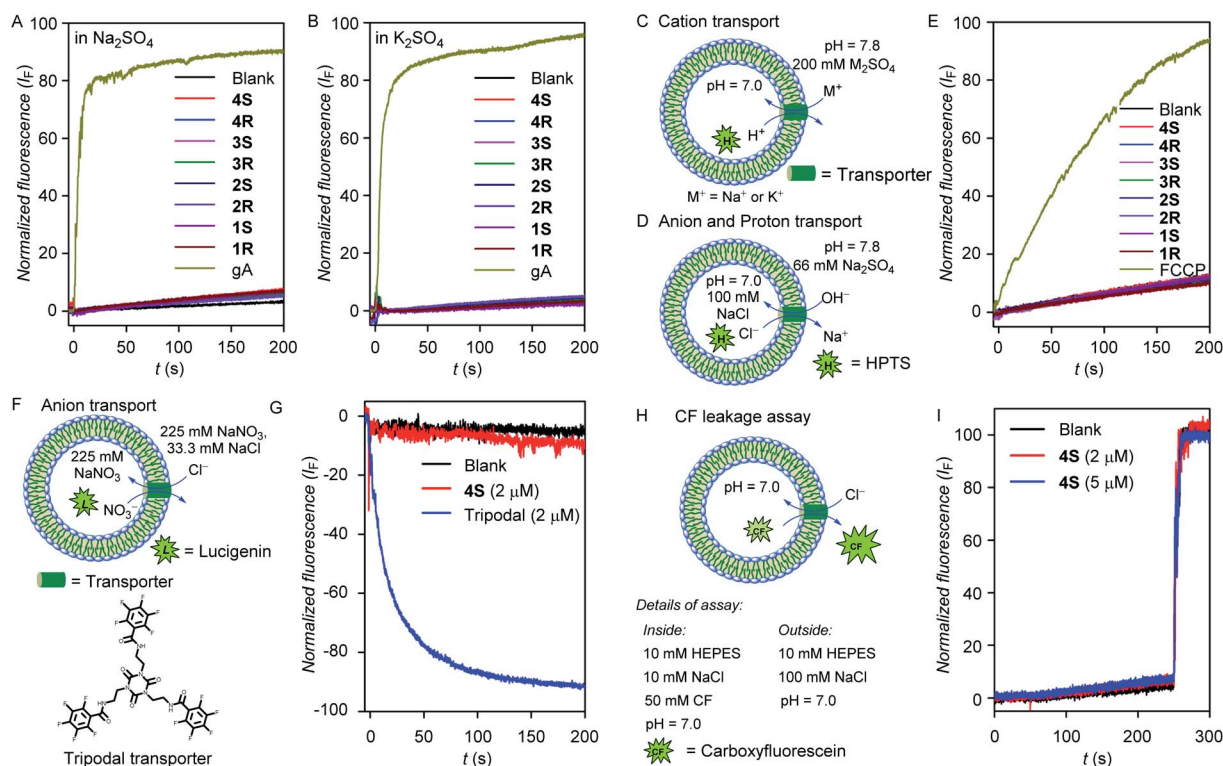 A
100
80
60
40
20
0
Normalized fluorescence (IF)
in Na2SO4
Blank
4S
4R
3S
3R
2S
2R
1S
1R
gA
0 50 100 150 200
t (s)
B
100
80
60
40
20
0
Normalized fluorescence (IF)
in K2SO4
Blank
4S
4R
3S
3R
2S
2R
1S
1R
gA
0 50 100 150 200
t (s)
C Cation transport
pH = 7.8
200 mM M2SO4
pH = 7.0
M+
H+
H
= Transporter
M+ = Na+ or K+
D Anion and Proton transport
pH = 7.8
66 mM Na2SO4
pH = 7.0
100 mM
NaCl
OH−
Cl−
H
Na+
H = HPTS
E
100
80
60
40
20
0
Normalized fluorescence (IF)
Blank
4S
4R
3S
3R
2S
2R
1S
1R
FCCP
0 50 100 150 200
t (s)
F Anion transport
225 mM NaNO3,
33.3 mM NaCl
225 mM
NaNO3
Cl−
NO3−
L = Lucigenin
= Transporter
Tripodal transporter
G
0
-20
-40
-60
-80
-100
Normalized fluorescence (IF)
Blank
4S (2 μM)
Tripodal (2 μM)
0 50 100 150 200
t (s)
H CF leakage assay
pH = 7.0
Cl−
CF
CF
Details of assay:
Inside: Outside:
10 mM HEPES 10 mM HEPES
10 mM NaCl 100 mM NaCl
50 mM CF pH = 7.0
pH = 7.0
CF = Carboxyfluorescein
I
100
80
60
40
20
0
Normalized fluorescence (IF)
Blank
4S (2 μM)
4S (5 μM)
0 100 200 300
t (s)